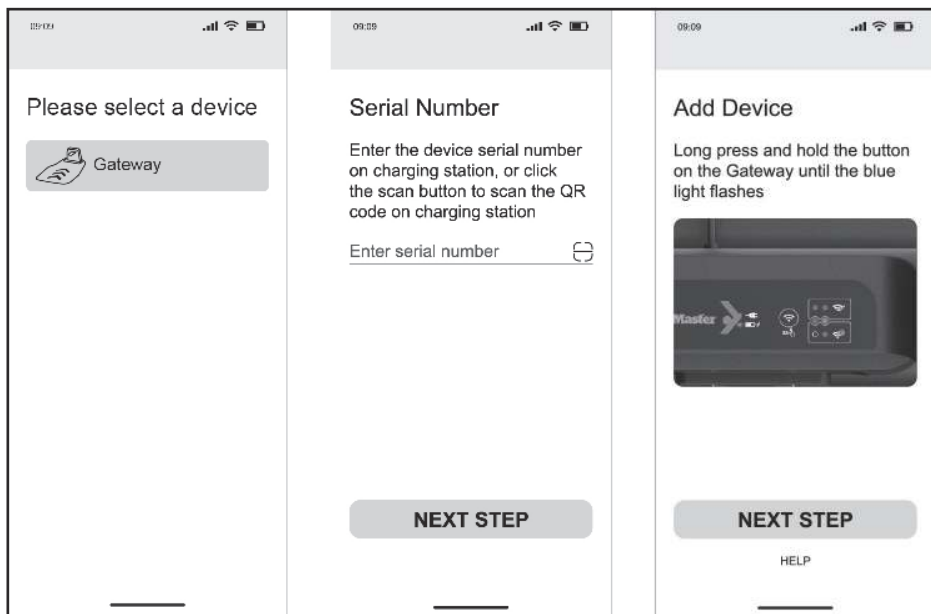 09:09
Please select a device
Gateway
09:09
Serial Number
Enter the device serial number
on charging station, or click
the scan button to scan the QR
code on charging station
Enter serial number
NEXT STEP
09:09
Add Device
Long press and hold the button
on the Gateway until the blue
light flashes
Master
NEXT STEP
HELP